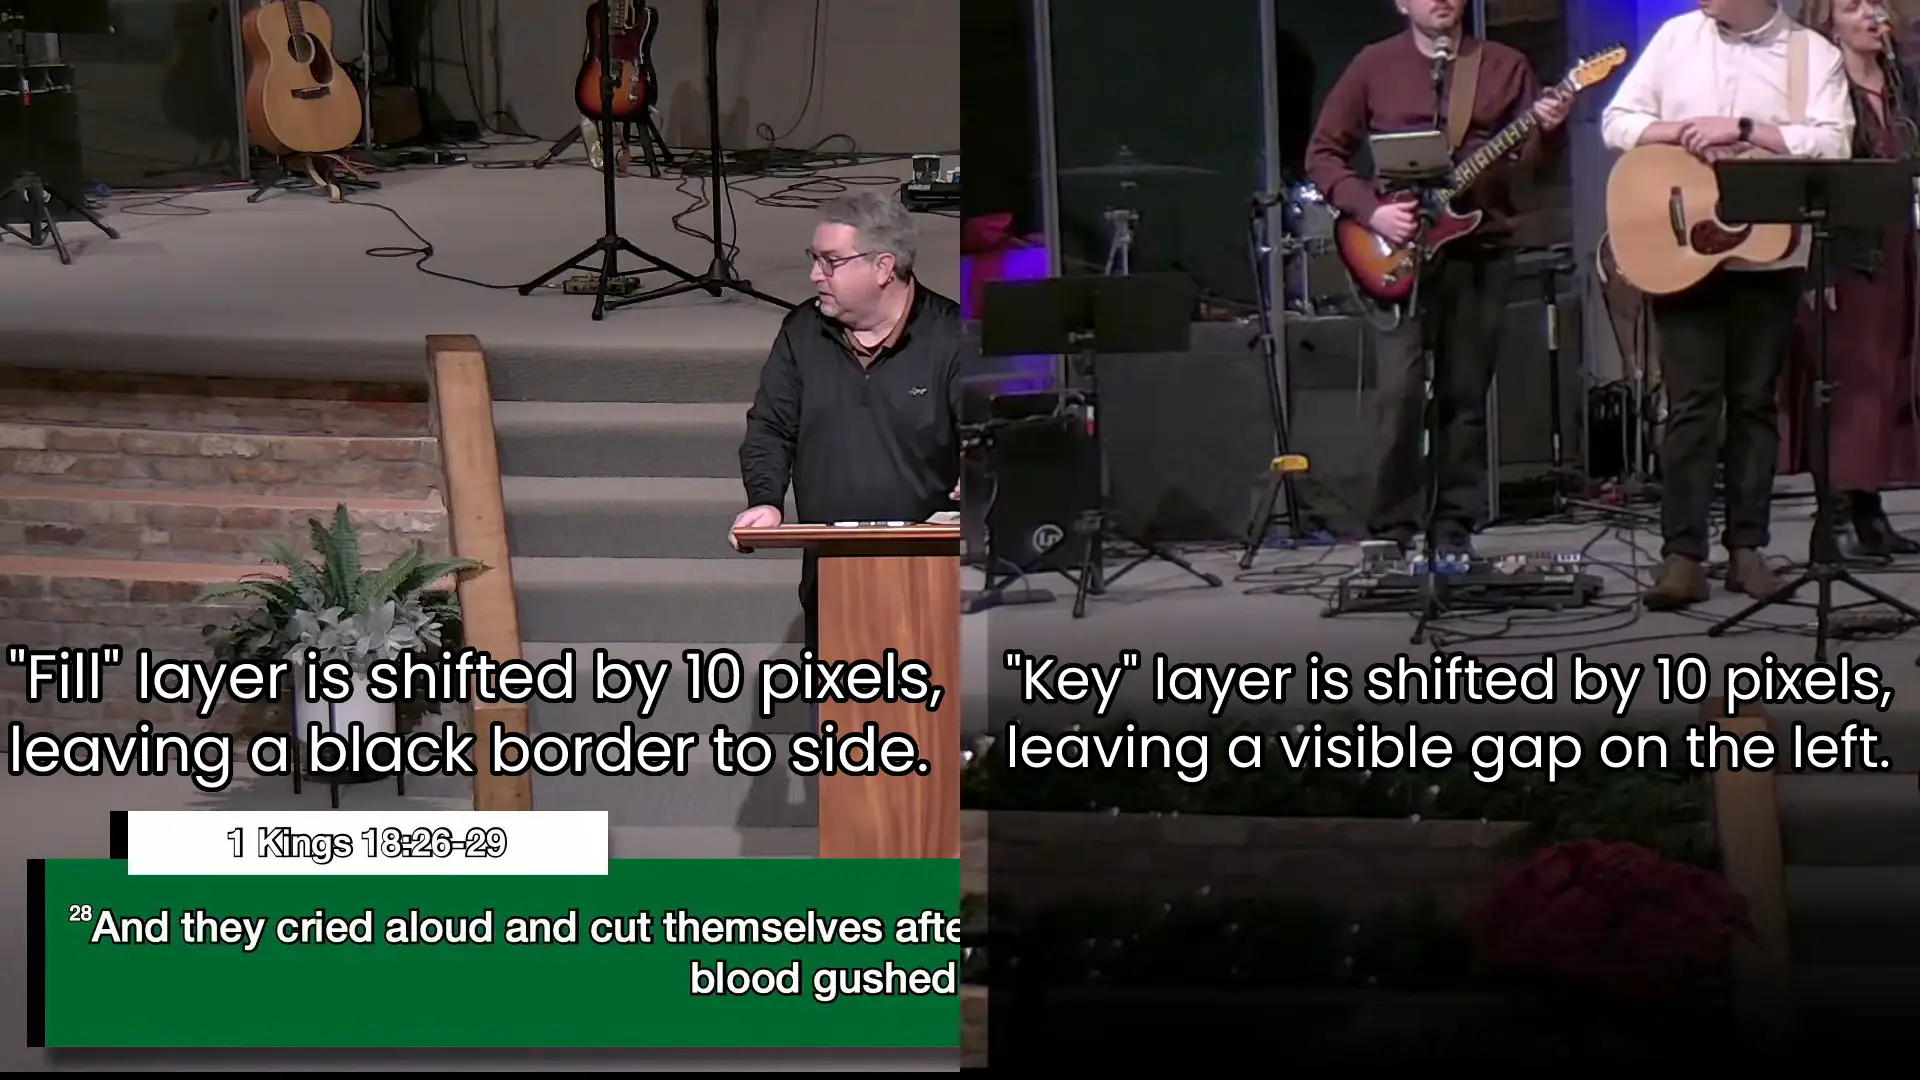 "Fill" layer is shifted by 10 pixels,
leaving a black border to side.
1 Kings 18:26-29
28And they cried aloud and cut themselves afte
blood gushed
"Key" layer is shifted by 10 pixels,
leaving a visible gap on the left.